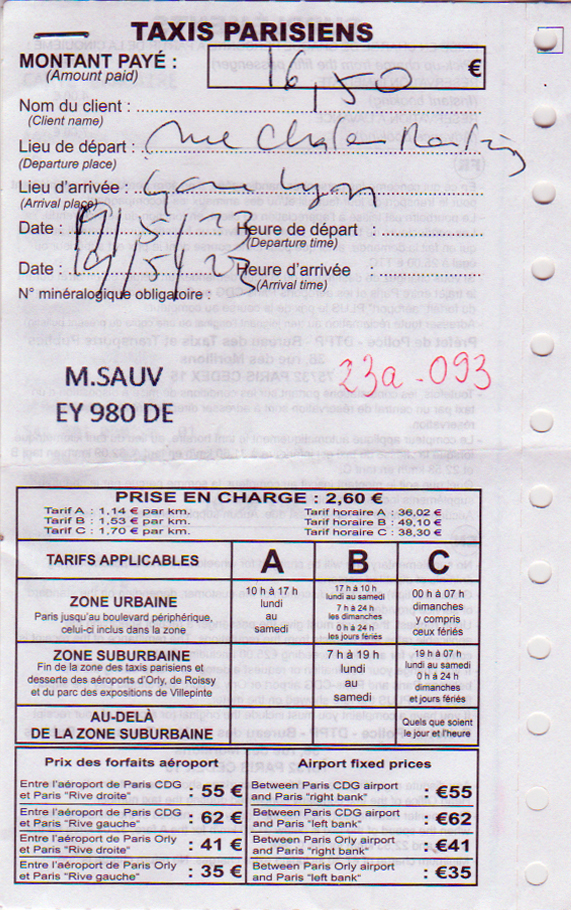 TAXIS PARISIENS
MONTANT PAYÉ : 16,50 €
(Amount paid)
Nom du client :
(Client name)
Lieu de départ : rue
(Departure place)
Lieu d'arrivée : Gare Lyon
(Arrival place)
Date : 19/5/23 Heure de départ :
(Departure time)
Date : 19/5/23 Heure d'arrivée :
(Arrival time)
N° minéralogique obligatoire :
M.SAUV
EY 980 DE
23a-093
PRISE EN CHARGE : 2,60 €
Tarif A : 1,14 € par km. Tarif horaire A : 36,02 €
Tarif B : 1,53 € par km. Tarif horaire B : 49,10 €
Tarif C : 1,70 € par km. Tarif horaire C : 38,30 €
TARIFS APPLICABLES A B C
ZONE URBAINE
Paris jusqu'au boulevard périphérique,
celui-ci inclus dans la zone
10 h à 17 h
lundi
au
samedi
17 h à 10 h
lundi au samedi
7 h à 24 h
les dimanches
0 h à 24 h
les jours fériés
00 h à 07 h
dimanches
y compris
ceux fériés
ZONE SUBURBAINE
Fin de la zone des taxis parisiens et
desserte des aéroports d'Orly, de Roissy
et du parc des expositions de Villepinte
7 h à 19 h
lundi
au
samedi
19 h à 07 h
lundi au samedi
0 h à 24 h
dimanches
et jours fériés
AU-DELÀ
DE LA ZONE SUBURBAINE
Quels que soient
le jour et l'heure
Prix des forfaits aéroport
Entre l'aéroport de Paris CDG
et Paris "Rive droite" : 55 €
Entre l'aéroport de Paris CDG
et Paris "Rive gauche" : 62 €
Entre l'aéroport de Paris Orly
et Paris "Rive droite" : 41 €
Entre l'aéroport de Paris Orly
et Paris "Rive gauche" : 35 €
Airport fixed prices
Between Paris CDG airport
and Paris "right bank" : €55
Between Paris CDG airport
and Paris "left bank" : €62
Between Paris Orly airport
and Paris "right bank" : €41
Between Paris Orly airport
and Paris "left bank" : €35